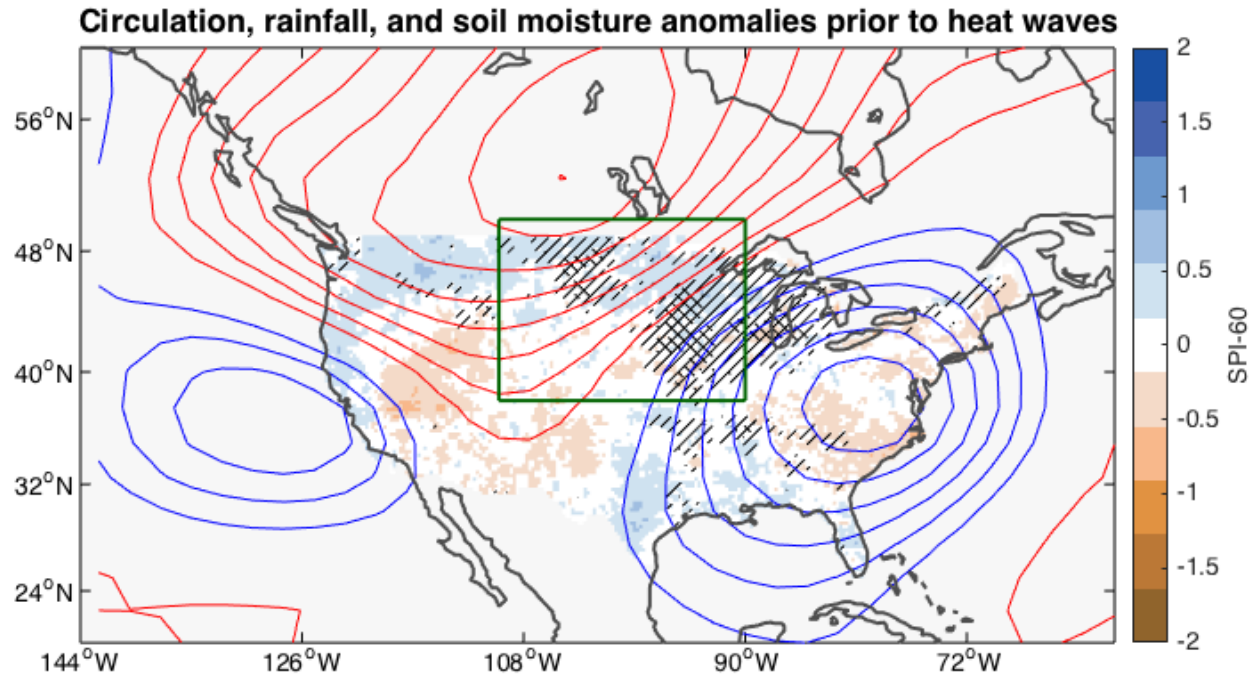 Circulation, rainfall, and soil moisture anomalies prior to heat waves
56°N
48°N
40°N
32°N
24°N
144°W 126°W 108°W 90°W 72°W
2
1.5
1
0.5
0
-0.5
-1
-1.5
-2
SPI-60